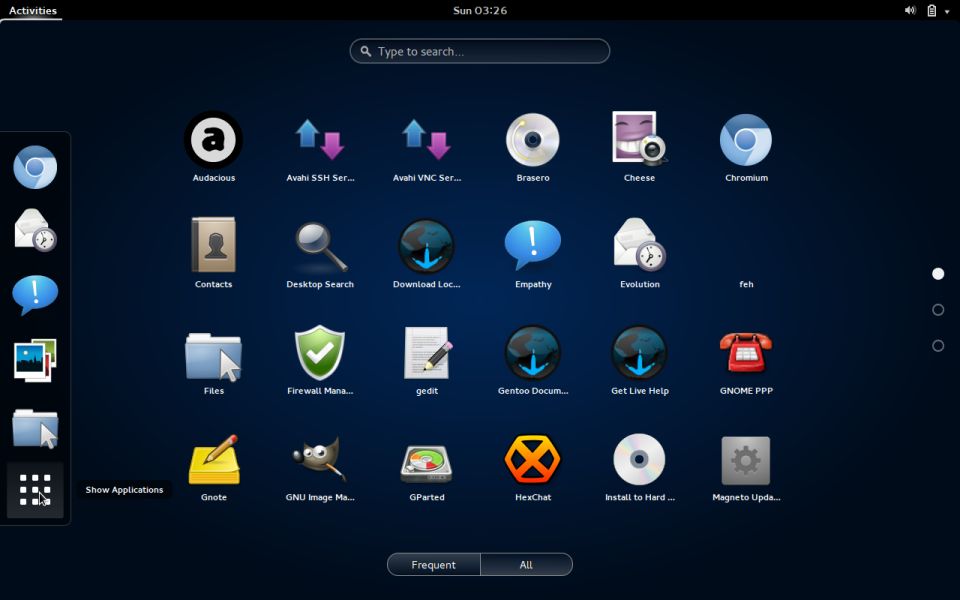 Activities
Sun 03:26
Type to search...
Audacious
Avahi SSH Ser...
Avahi VNC Ser...
Brasero
Cheese
Chromium
Contacts
Desktop Search
Download Loc...
Empathy
Evolution
feh
Files
Firewall Mana...
gedit
Gentoo Docum...
Get Live Help
GNOME PPP
Show Applications
Gnote
GNU Image Ma...
GParted
HexChat
Install to Hard ...
Magneto Upda...
Frequent
All